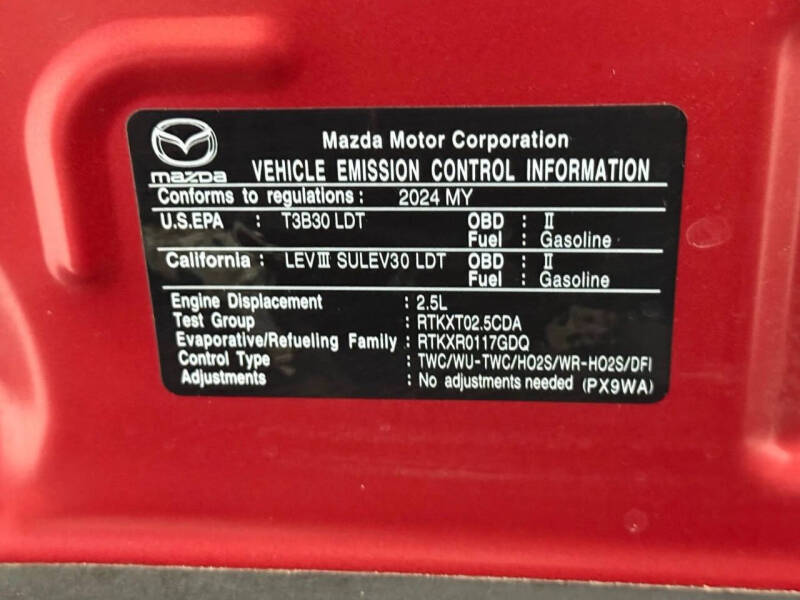 Mazda Motor Corporation
mazda VEHICLE EMISSION CONTROL INFORMATION
Conforms to regulations : 2024 MY
U.S.EPA : T3B30 LDT OBD : II
Fuel : Gasoline
California : LEVIII SULEV30 LDT OBD : II
Fuel : Gasoline
Engine Displacement : 2.5L
Test Group : RTKXT02.5CDA
Evaporative/Refueling Family : RTKXR0117GDQ
Control Type : TWC/WU-TWC/HO2S/WR-HO2S/DFI
Adjustments : No adjustments needed (PX9WA)